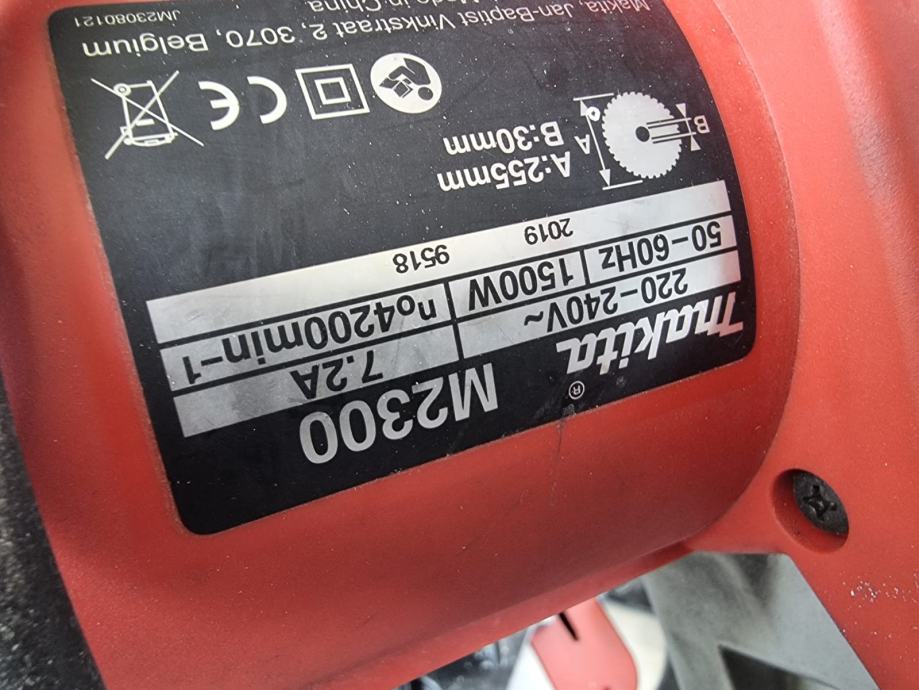 makita® M2300
220–240V~ 7.2A
50–60Hz 1500W n₀4200min-1
2019 9518
A B
A:255mm
B:30mm
CE
Makita, Jan-Baptist Vinkstraat 2, 3070, Belgium
Made in China JM23080121